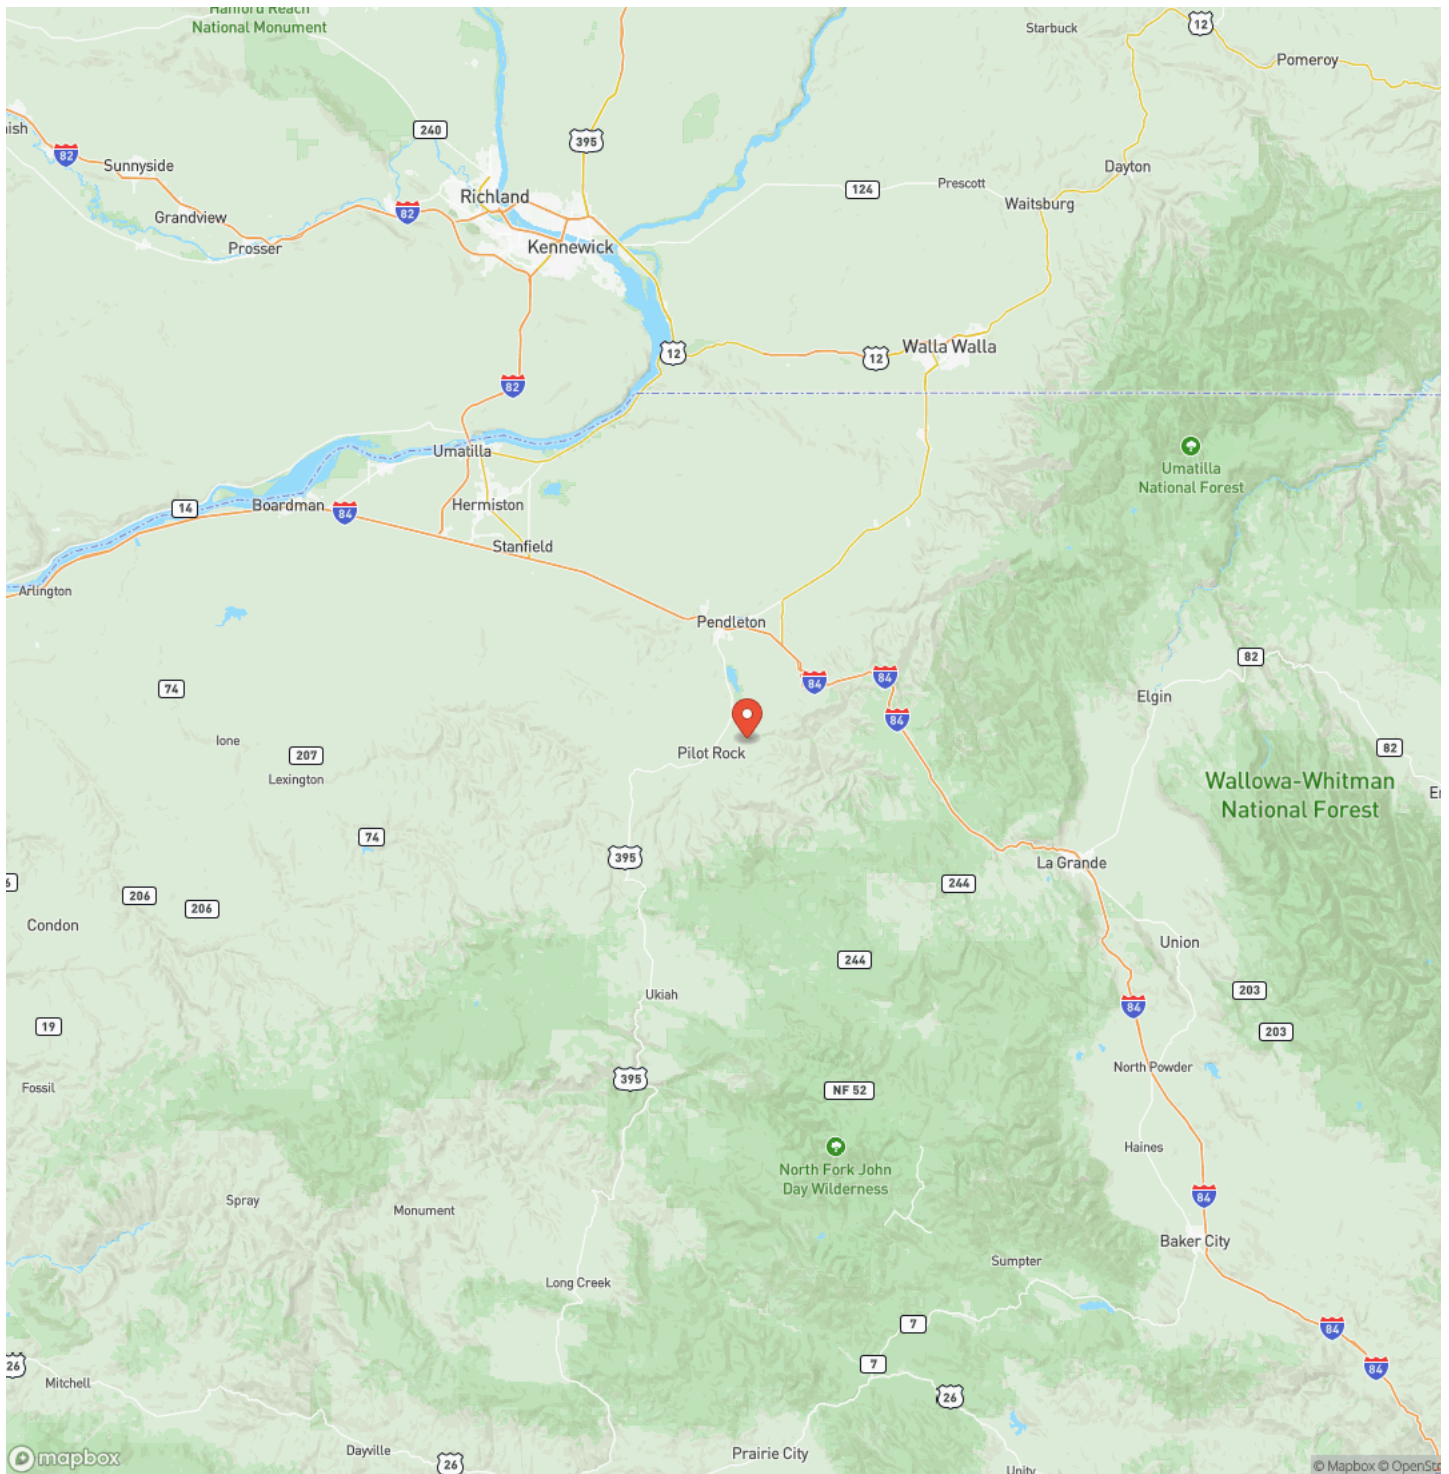 Hanford Reach
National Monument
12
Starbuck
Pomeroy
240
395
82
Sunnyside
Dayton
Richland
124
Prescott
Waitsburg
Grandview
82
Prosser
Kennewick
12
12
Walla Walla
82
Umatilla
Umatilla
National Forest
14
Boardman
84
Hermiston
Stanfield
Arlington
Pendleton
82
84
84
74
Elgin
84
Ione
207
Pilot Rock
82
Lexington
Wallowa-Whitman
National Forest
74
395
La Grande
244
206
206
Condon
Union
244
Ukiah
203
84
19
203
North Powder
Fossil
395
NF 52
Haines
North Fork John
Day Wilderness
84
Spray
Monument
Baker City
Sumpter
Long Creek
7
84
26
7
84
Mitchell
26
Dayville
Prairie City
26
mapbox
© Mapbox © OpenStr
Unity